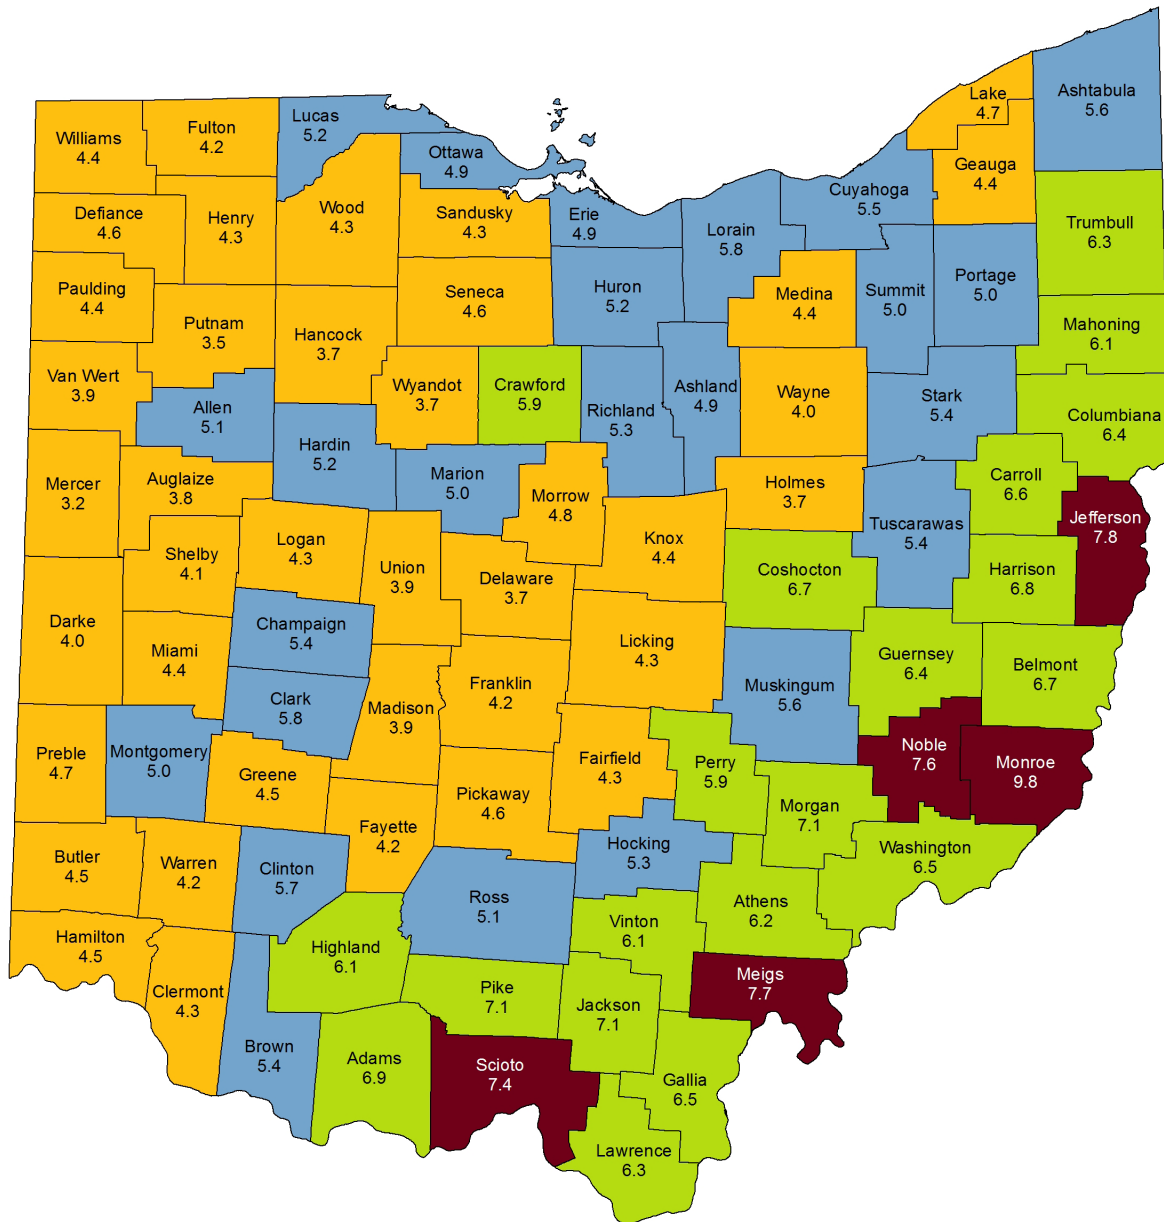 Lake
4.7
Ashtabula
5.6
Lucas
5.2
Fulton
4.2
Williams
4.4
Ottawa
4.9
Geauga
4.4
Cuyahoga
5.5
Wood
4.3
Sandusky
4.3
Erie
4.9
Defiance
4.6
Henry
4.3
Lorain
5.8
Trumbull
6.3
Paulding
4.4
Seneca
4.6
Huron
5.2
Medina
4.4
Summit
5.0
Portage
5.0
Putnam
3.5
Hancock
3.7
Mahoning
6.1
Van Wert
3.9
Wyandot
3.7
Crawford
5.9
Ashland
4.9
Wayne
4.0
Stark
5.4
Allen
5.1
Richland
5.3
Columbiana
6.4
Hardin
5.2
Marion
5.0
Mercer
3.2
Auglaize
3.8
Morrow
4.8
Holmes
3.7
Carroll
6.6
Jefferson
7.8
Tuscarawas
5.4
Logan
4.3
Knox
4.4
Shelby
4.1
Union
3.9
Delaware
3.7
Coshocton
6.7
Harrison
6.8
Darke
4.0
Champaign
5.4
Miami
4.4
Licking
4.3
Guernsey
6.4
Belmont
6.7
Franklin
4.2
Muskingum
5.6
Clark
5.8
Madison
3.9
Preble
4.7
Montgomery
5.0
Greene
4.5
Fairfield
4.3
Perry
5.9
Noble
7.6
Monroe
9.8
Pickaway
4.6
Morgan
7.1
Fayette
4.2
Hocking
5.3
Washington
6.5
Butler
4.5
Warren
4.2
Clinton
5.7
Ross
5.1
Athens
6.2
Vinton
6.1
Hamilton
4.5
Highland
6.1
Meigs
7.7
Clermont
4.3
Pike
7.1
Jackson
7.1
Brown
5.4
Adams
6.9
Scioto
7.4
Gallia
6.5
Lawrence
6.3